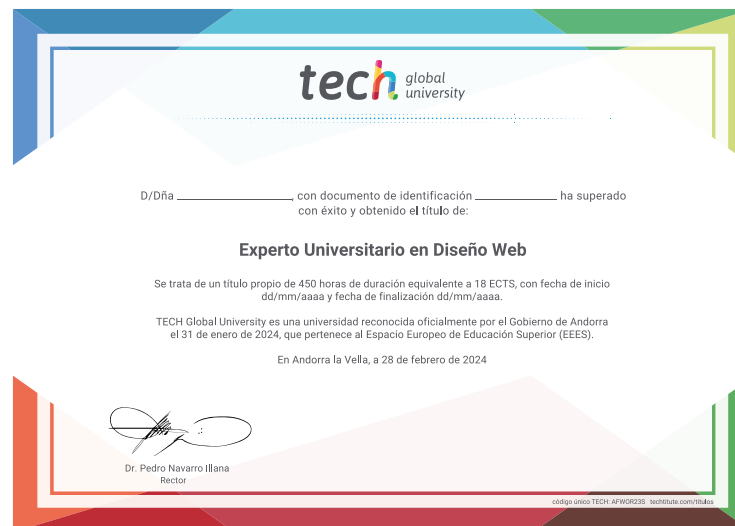 tech global university
D/Dña ____________________, con documento de identificación ______________ ha superado
con éxito y obtenido el título de:
Experto Universitario en Diseño Web
Se trata de un título propio de 450 horas de duración equivalente a 18 ECTS, con fecha de inicio
dd/mm/aaaa y fecha de finalización dd/mm/aaaa.
TECH Global University es una universidad reconocida oficialmente por el Gobierno de Andorra
el 31 de enero de 2024, que pertenece al Espacio Europeo de Educación Superior (EEES).
En Andorra la Vella, a 28 de febrero de 2024
Dr. Pedro Navarro Illana
Rector
código único TECH: AFWOR23S techtitute.com/titulos